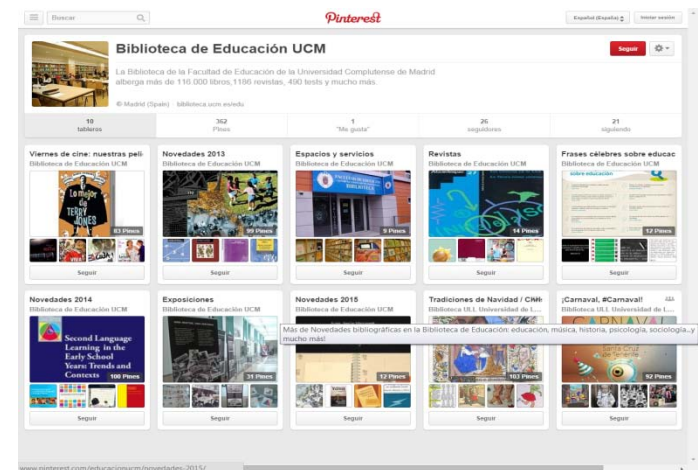 Buscar
Pinterest
Español (España)
Iniciar sesión
Biblioteca de Educación UCM
Seguir
La Biblioteca de la Facultad de Educación de la Universidad Complutense de Madrid
alberga más de 116.000 libros,1196 revistas, 490 tests y mucho más.
Madrid (Spain) · biblioteca.ucm.es/edu
10
tableros
362
Pines
1
"Me gusta"
26
seguidores
21
siguiendo
Viernes de cine: nuestras peli
Biblioteca de Educación UCM
Lo mejor
de
TERRY
JONES
83 Pines
Seguir
Novedades 2013
Biblioteca de Educación UCM
99 Pines
Seguir
Espacios y servicios
Biblioteca de Educación UCM
BIBLIOTECA
9 Pines
Seguir
Revistas
Biblioteca de Educación UCM
14 Pines
Seguir
Frases célebres sobre educac
Biblioteca de Educación UCM
sobre educación
12 Pines
Seguir
Novedades 2014
Biblioteca de Educación UCM
Second Language
Learning in the
Early School
Years: Trends and
Contexts
100 Pines
Seguir
Exposiciones
Biblioteca de Educación UCM
31 Pines
Seguir
Novedades 2015
Biblioteca de Educación UCM
12 Pines
Seguir
Tradiciones de Navidad / Chri
Biblioteca ULL Universidad de L...
103 Pines
Seguir
¡Carnaval, #Carnaval!
Biblioteca ULL Universidad de L...
CARNAVAL
92 Pines
Seguir
Más de Novedades bibliográficas en la Biblioteca de Educación: educación, música, historia, psicología, sociología...y
mucho más!
www.pinterest.com/educacionucm/novedades-2015/